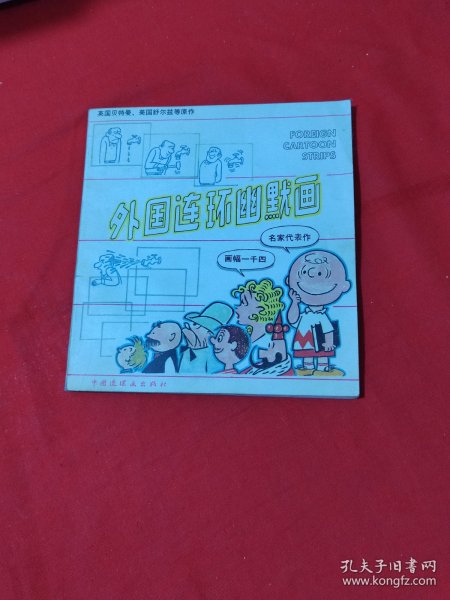 英国贝特曼、美国舒尔兹等原作
FOREIGN
CARTOON
STRIPS
外国连环幽默画
名家代表作
画幅一千四
中国连环画出版社
孔夫子旧书网
www.kongfz.com